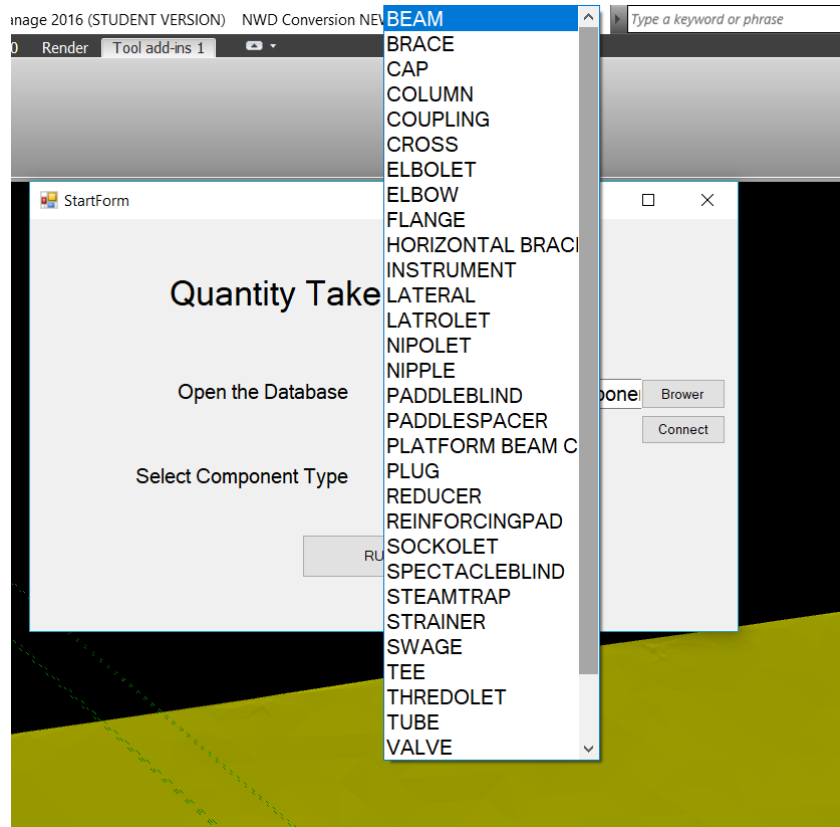 anage 2016 (STUDENT VERSION) NWD Conversion NE
Type a keyword or phrase
0 Render Tool add-ins 1
BEAM
BRACE
CAP
COLUMN
COUPLING
CROSS
ELBOLET
ELBOW
FLANGE
HORIZONTAL BRACI
INSTRUMENT
LATERAL
LATROLET
NIPOLET
NIPPLE
PADDLEBLIND
PADDLESPACER
PLATFORM BEAM C
PLUG
REDUCER
REINFORCINGPAD
SOCKOLET
SPECTACLEBLIND
STEAMTRAP
STRAINER
SWAGE
TEE
THREDOLET
TUBE
VALVE
StartForm
Quantity Take
Open the Database
pone
Brower
Connect
Select Component Type
RU